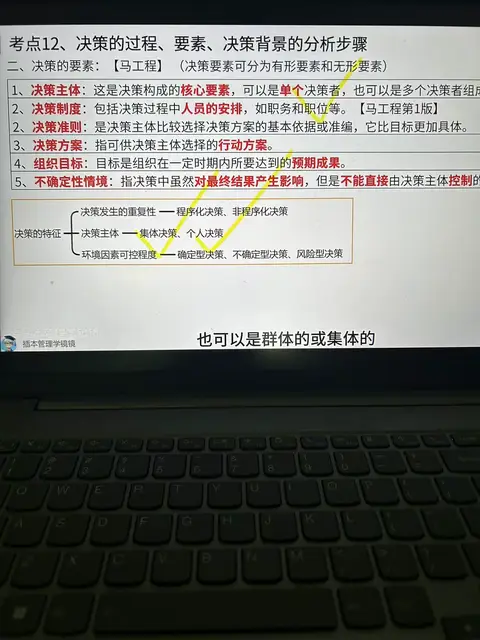 考点12、决策的过程、要素、决策背景的分析步骤
二、决策的要素：【马工程】（决策要素可分为有形要素和无形要素）
1、决策主体：这是决策构成的核心要素，可以是单个决策者，也可以是多个决策者组成
2、决策制度：包括决策过程中人员的安排，如职务和职位等。【马工程第1版】
2、决策准则：是决策主体比较选择决策方案的基本依据或准编，它比目标更加具体。
3、决策方案：指可供决策主体选择的行动方案。
4、组织目标：目标是组织在一定时期内所要达到的预期成果。
5、不确定性情境：指决策中虽然对最终结果产生影响，但是不能直接由决策主体控制的
决策的特征
决策发生的重复性 — 程序化决策、非程序化决策
决策主体 — 集体决策、个人决策
环境因素可控程度 — 确定型决策、不确定型决策、风险型决策
插本管理学镜镜
也可以是群体的或集体的